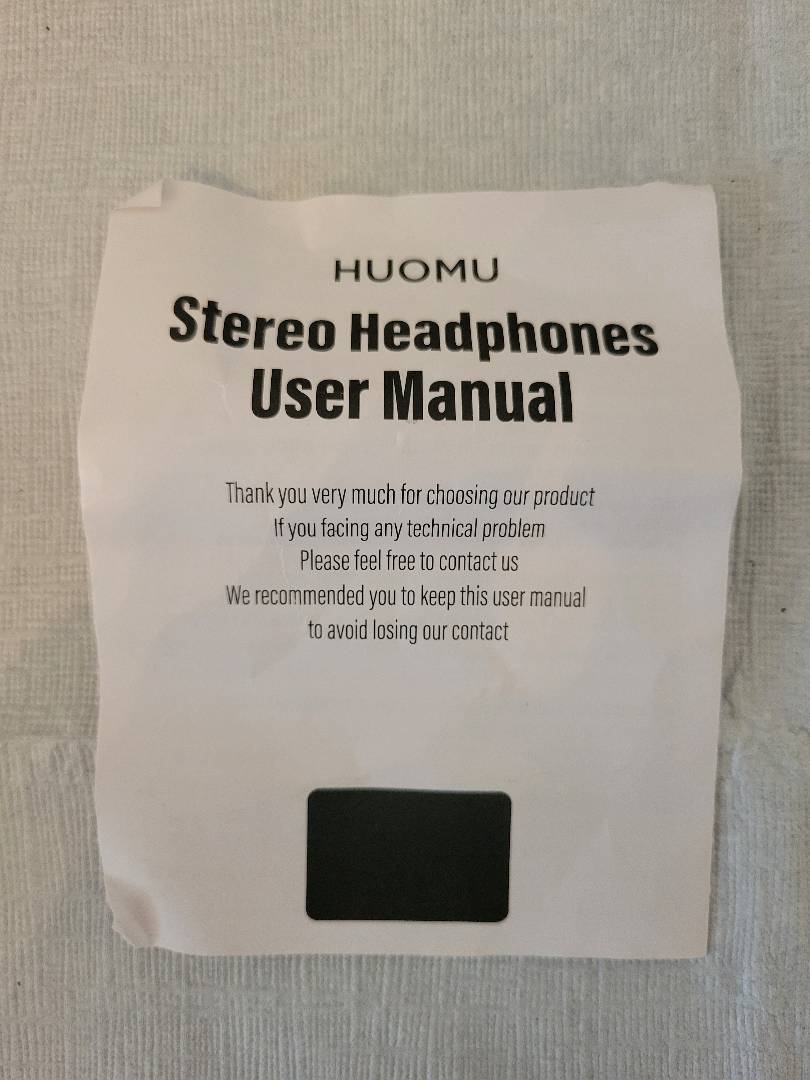 HUOMU
Stereo Headphones
User Manual
Thank you very much for choosing our product
If you facing any technical problem
Please feel free to contact us
We recommended you to keep this user manual
to avoid losing our contact